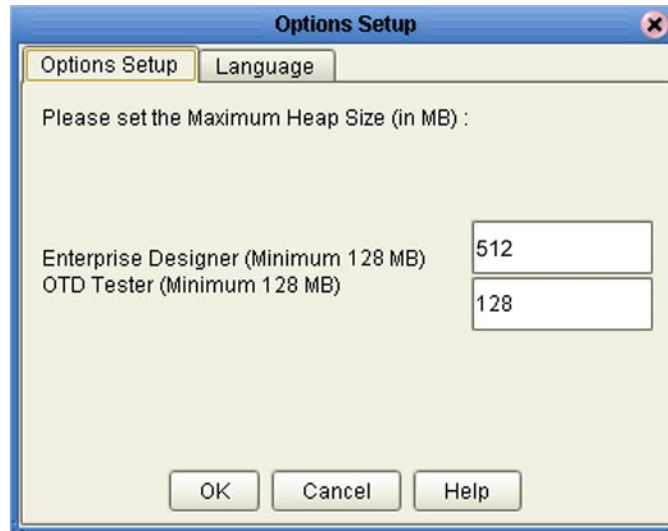 Options Setup
Options Setup
Language
Please set the Maximum Heap Size (in MB) :
Enterprise Designer (Minimum 128 MB)
512
OTD Tester (Minimum 128 MB)
128
OK
Cancel
Help